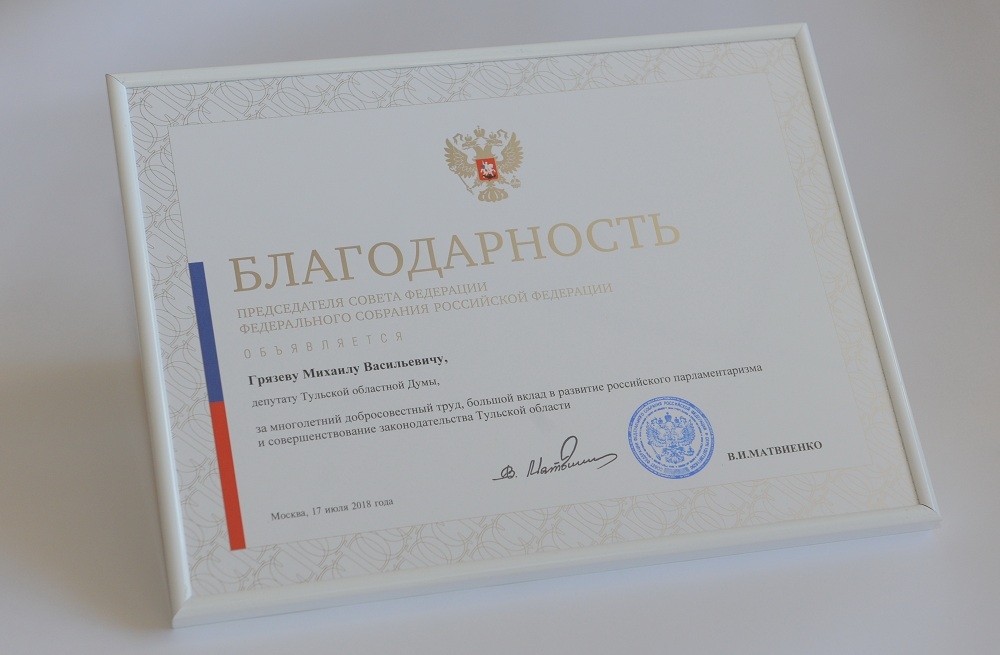 БЛАГОДАРНОСТЬ
ПРЕДСЕДАТЕЛЯ СОВЕТА ФЕДЕРАЦИИ
ФЕДЕРАЛЬНОГО СОБРАНИЯ РОССИЙСКОЙ ФЕДЕРАЦИИ
ОБЪЯВЛЯЕТСЯ
Грязеву Михаилу Васильевичу,
депутату Тульской областной Думы,
за многолетний добросовестный труд, большой вклад в развитие российского парламентаризма
и совершенствование законодательства Тульской области
В. Матвиенко
В.И.МАТВИЕНКО
Москва, 17 июля 2018 года